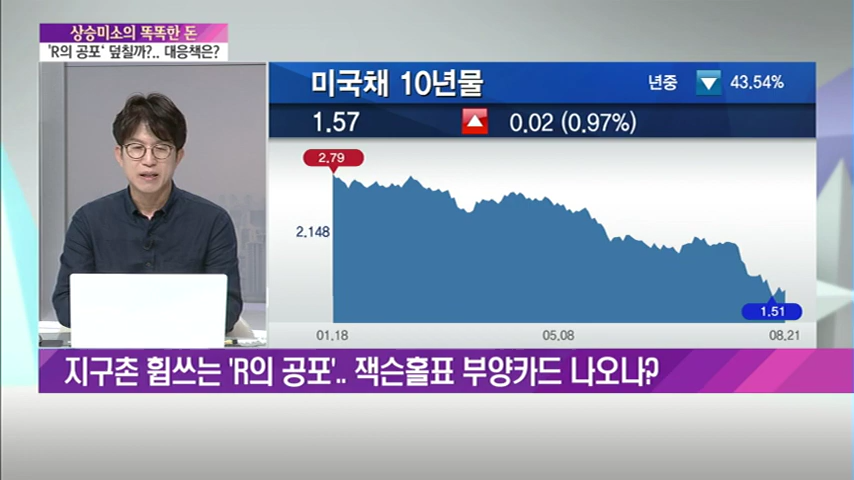 상승미소의 똑똑한 돈
'R의 공포' 덮칠까?.. 대응책은?
미국채 10년물
년중 ▼ 43.54%
1.57 ▲ 0.02 (0.97%)
2.79
2.148
1.51
01.18 05.08 08.21
지구촌 휩쓰는 'R의 공포'.. 잭슨홀표 부양카드 나오나?